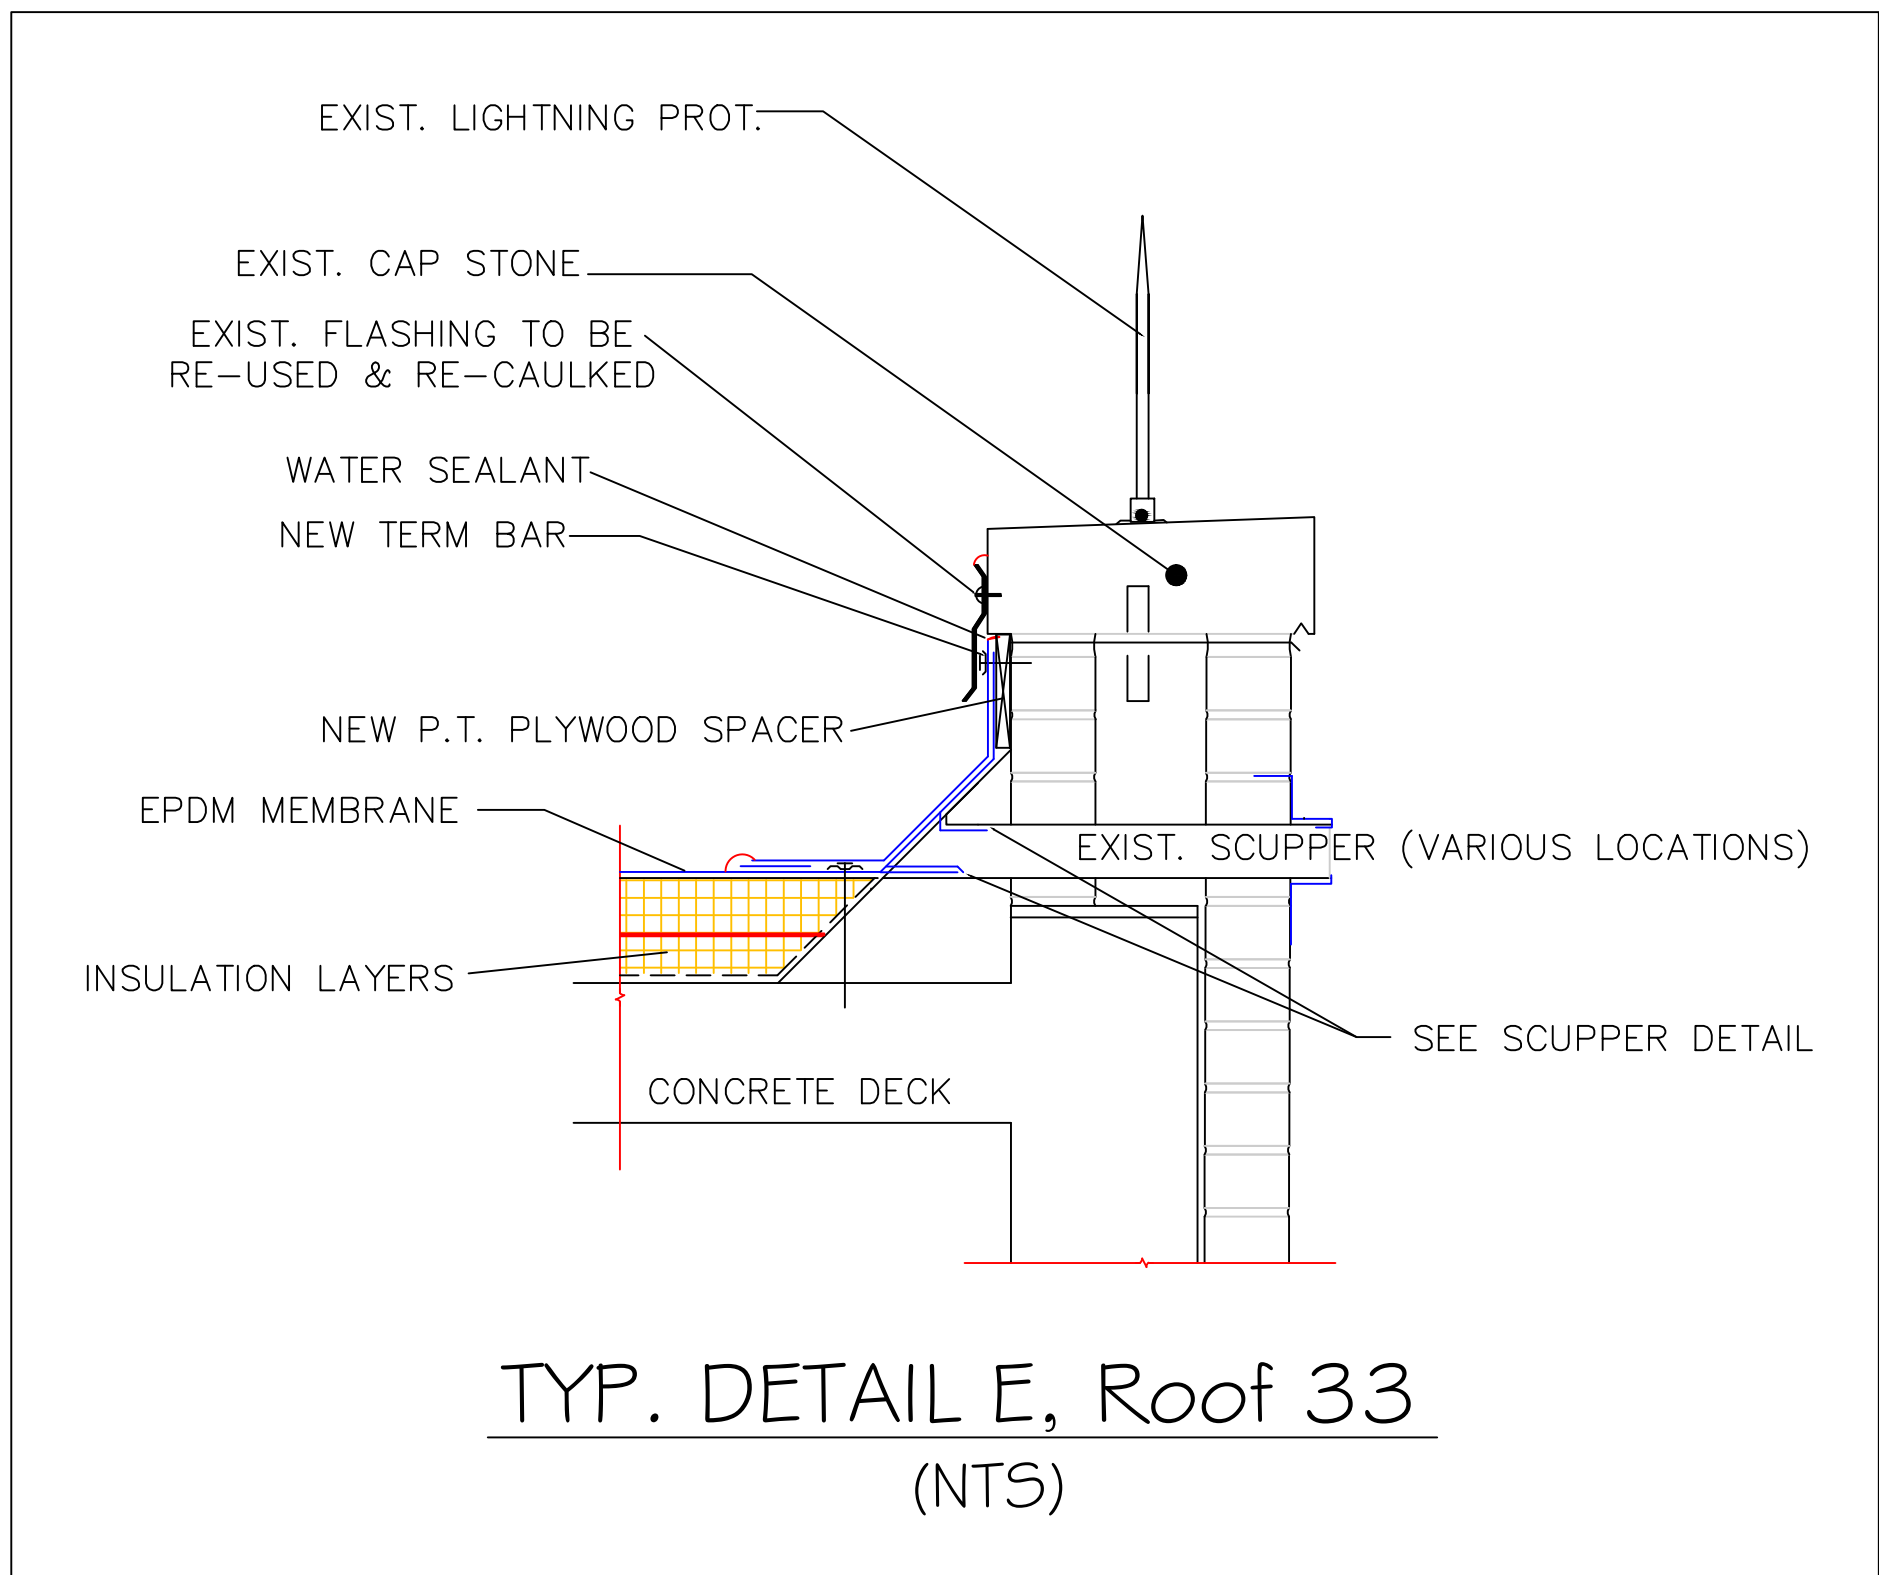 EXIST. LIGHTNING PROT.
EXIST. CAP STONE
EXIST. FLASHING TO BE
RE-USED & RE-CAULKED
WATER SEALANT
NEW TERM BAR
NEW P.T. PLYWOOD SPACER
EPDM MEMBRANE
EXIST. SCUPPER (VARIOUS LOCATIONS)
INSULATION LAYERS
SEE SCUPPER DETAIL
CONCRETE DECK
TYP. DETAIL E, Roof 33
(NTS)